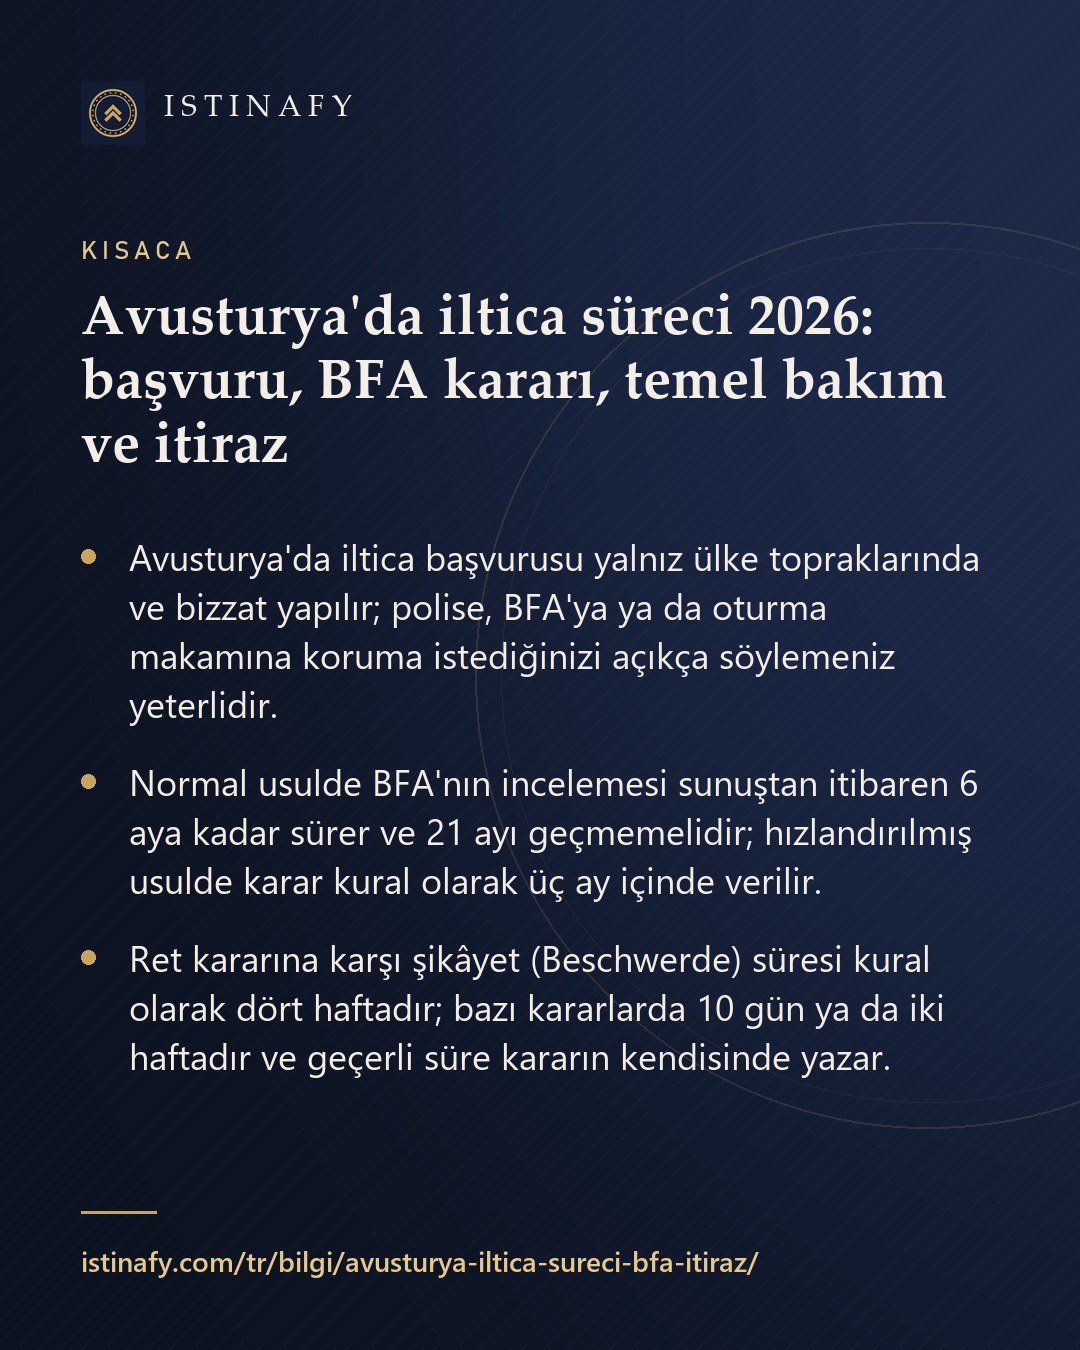 ISTINAFY
KISACA
Avusturya'da iltica süreci 2026:
başvuru, BFA kararı, temel bakım
ve itiraz
Avusturya'da iltica başvurusu yalnız ülke topraklarında
ve bizzat yapılır; polise, BFA'ya ya da oturma
makamına koruma istediğinizi açıkça söylemeniz
yeterlidir.
Normal usulde BFA'nın incelemesi sunuştan itibaren 6
aya kadar sürer ve 21 ayı geçmemelidir; hızlandırılmış
usulde karar kural olarak üç ay içinde verilir.
Ret kararına karşı şikâyet (Beschwerde) süresi kural
olarak dört haftadır; bazı kararlarda 10 gün ya da iki
haftadır ve geçerli süre kararın kendisinde yazar.
istinafy.com/tr/bilgi/avusturya-iltica-sureci-bfa-itiraz/